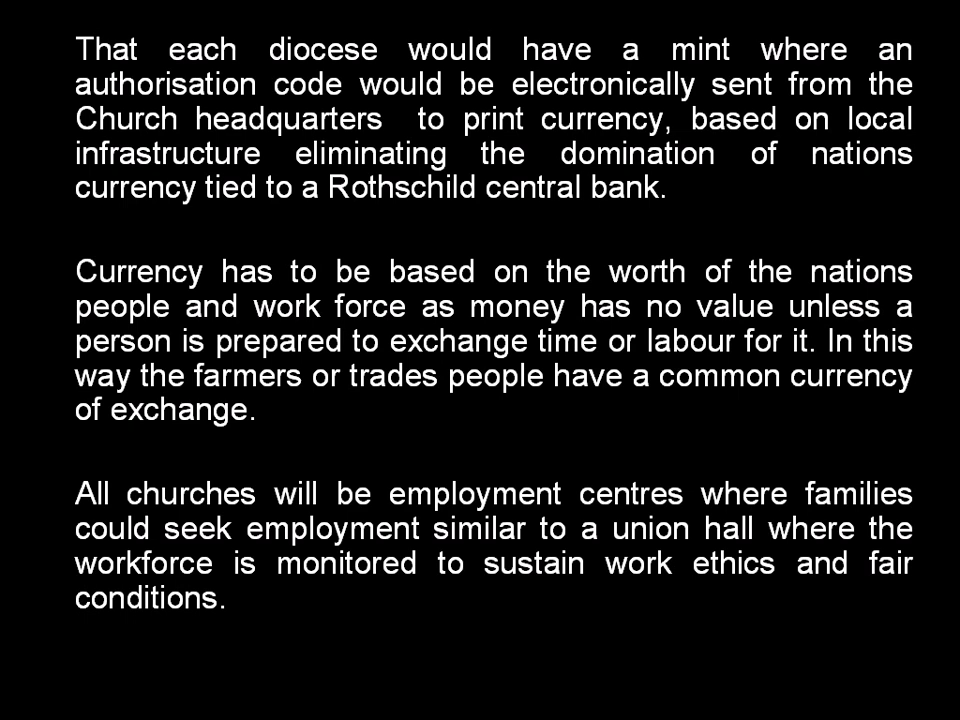 That each diocese would have a mint where an
authorisation code would be electronically sent from the
Church headquarters to print currency, based on local
infrastructure eliminating the domination of nations
currency tied to a Rothschild central bank.
Currency has to be based on the worth of the nations
people and work force as money has no value unless a
person is prepared to exchange time or labour for it. In this
way the farmers or trades people have a common currency
of exchange.
All churches will be employment centres where families
could seek employment similar to a union hall where the
workforce is monitored to sustain work ethics and fair
conditions.